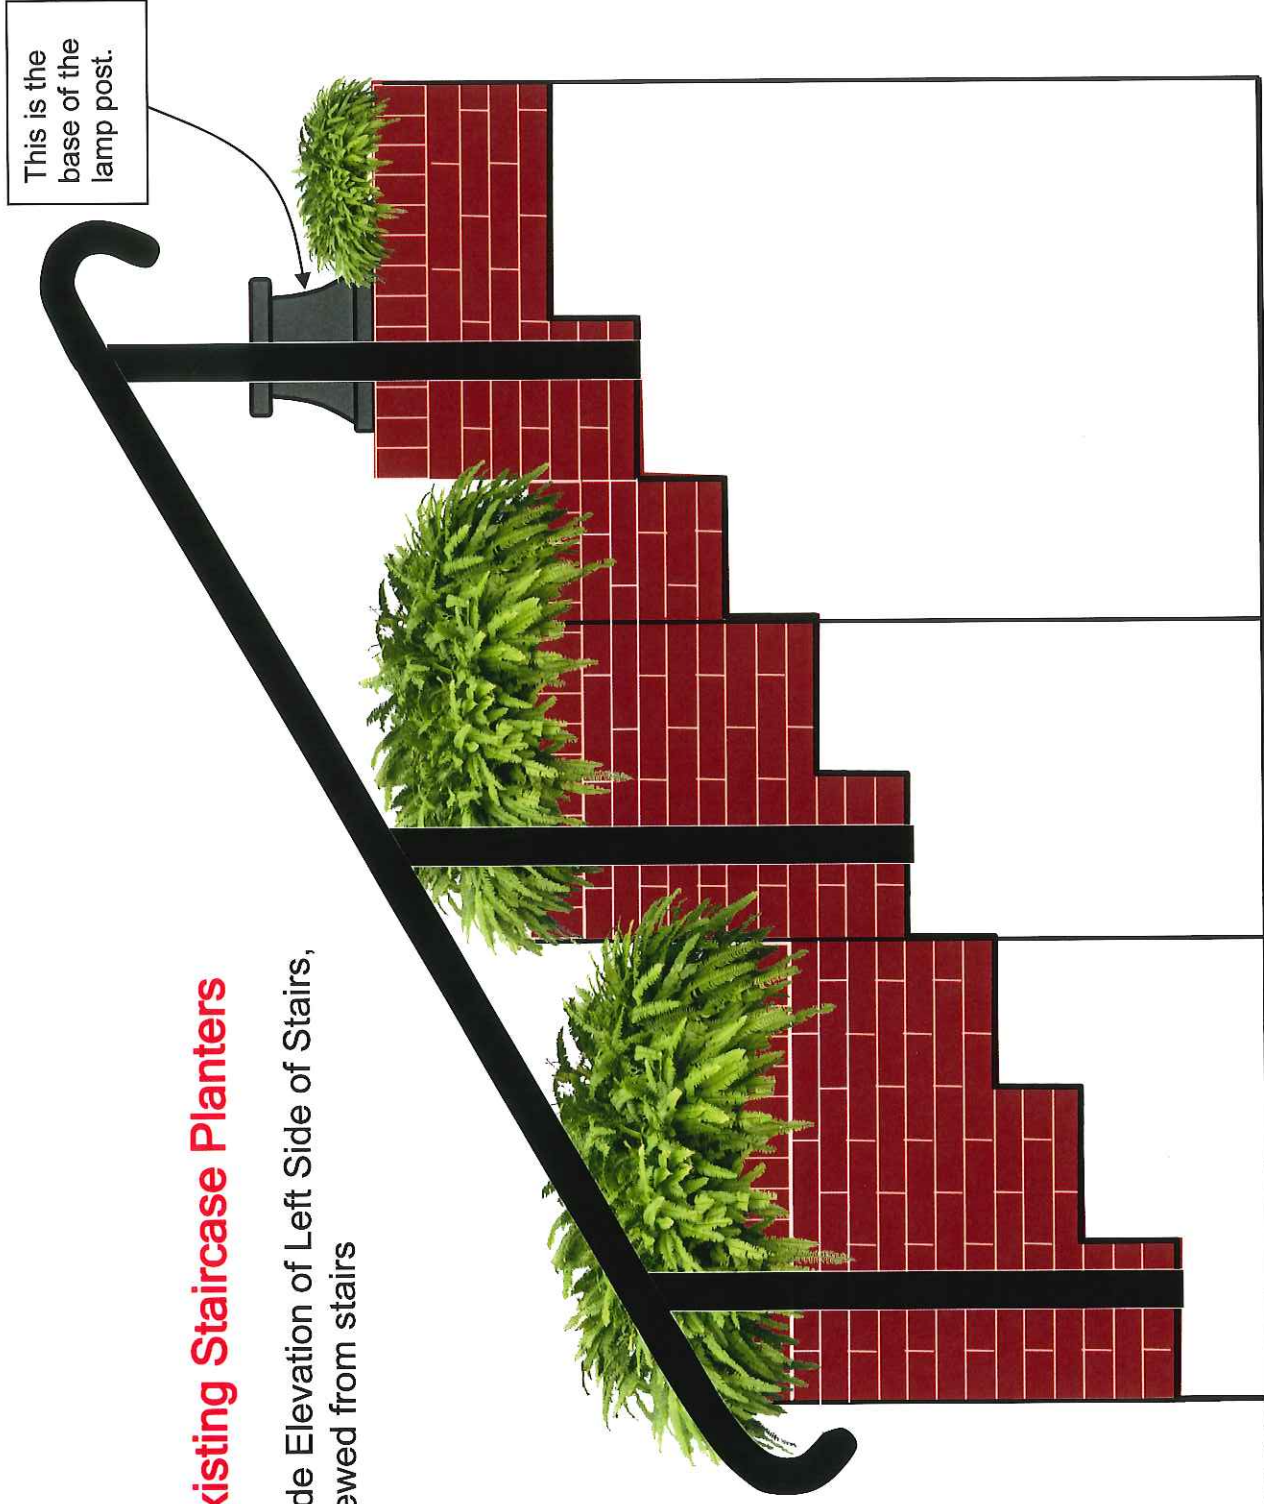 xisting Staircase Planters
de Elevation of Left Side of Stairs,
ewed from stairs
This is the
base of the
lamp post.